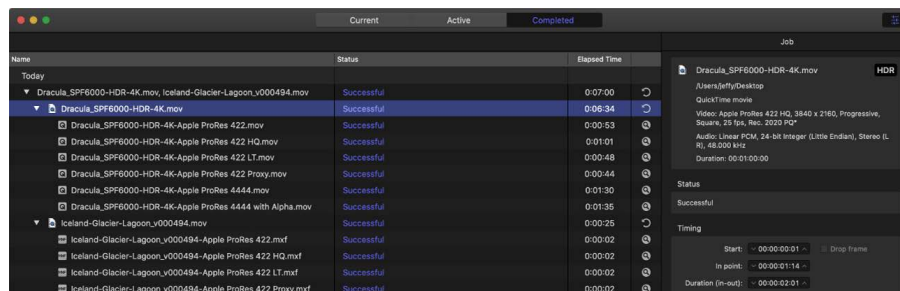 Current Active Completed
Job
Name Status Elapsed Time
Today
Dracula_SPF6000-HDR-4K.mov, Iceland-Glacier-Lagoon_v000494.mov Successful 0:07:00
Dracula_SPF6000-HDR-4K.mov Successful 0:06:34
Dracula_SPF6000-HDR-4K-Apple ProRes 422.mov Successful 0:00:53
Dracula_SPF6000-HDR-4K-Apple ProRes 422 HQ.mov Successful 0:01:01
Dracula_SPF6000-HDR-4K-Apple ProRes 422 LT.mov Successful 0:00:48
Dracula_SPF6000-HDR-4K-Apple ProRes 422 Proxy.mov Successful 0:00:44
Dracula_SPF6000-HDR-4K-Apple ProRes 4444.mov Successful 0:01:30
Dracula_SPF6000-HDR-4K-Apple ProRes 4444 with Alpha.mov Successful 0:01:35
Iceland-Glacier-Lagoon_v000494.mov Successful 0:00:25
Iceland-Glacier-Lagoon_v000494-Apple ProRes 422.mxf Successful 0:00:02
Iceland-Glacier-Lagoon_v000494-Apple ProRes 422 HQ.mxf Successful 0:00:02
Iceland-Glacier-Lagoon_v000494-Apple ProRes 422 LT.mxf Successful 0:00:02
Iceland-Glacier-Lagoon_v000494-Apple ProRes 422 Proxy.mxf Successful 0:00:02
Dracula_SPF6000-HDR-4K.mov HDR
/Users/jeffy/Desktop
QuickTime movie
Video: Apple ProRes 422 HQ, 3840 x 2160, Progressive,
Square, 25 fps, Rec. 2020 PQ*
Audio: Linear PCM, 24-bit Integer (Little Endian), Stereo (L
R), 48.000 kHz
Duration: 00:01:00:00
Status
Successful
Timing
Start: 00:00:00:01 Drop frame
In point: 00:00:01:14
Duration (in-out): 00:00:02:01